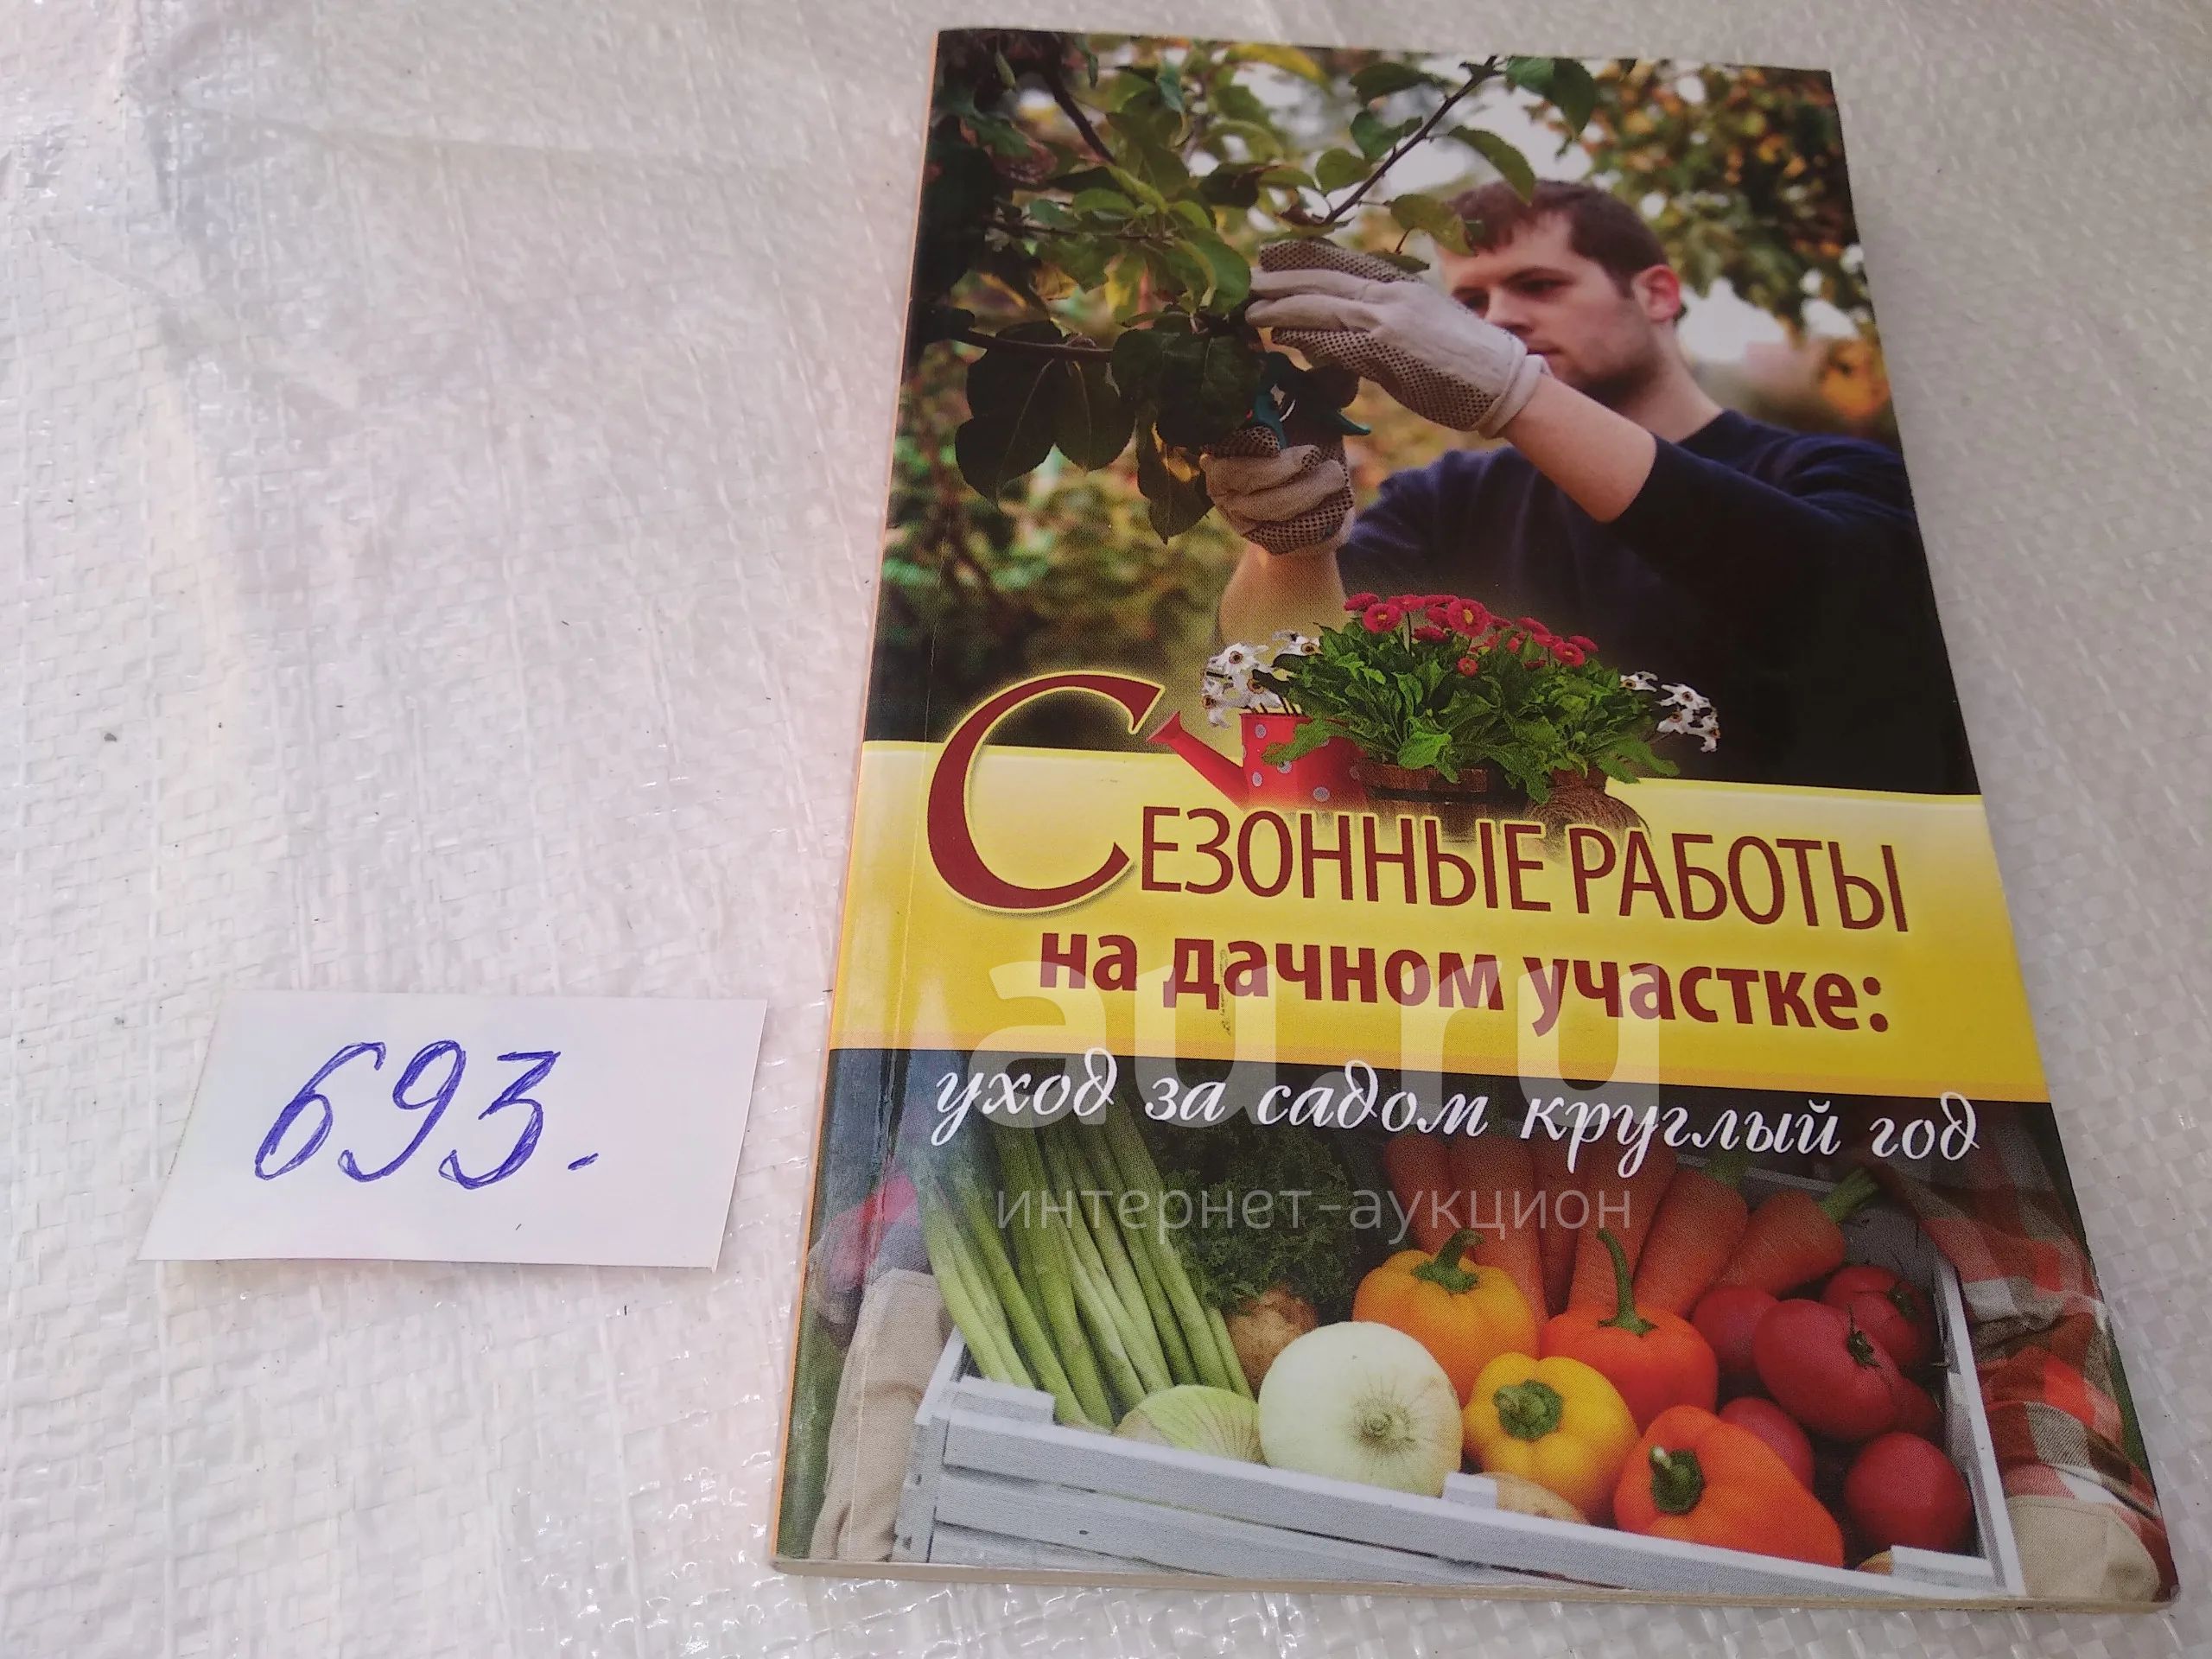 СЕЗОННЫЕ РАБОТЫ
на дачном участке:
уход за садом круглый год
693.
au.ru
интернет-аукцион